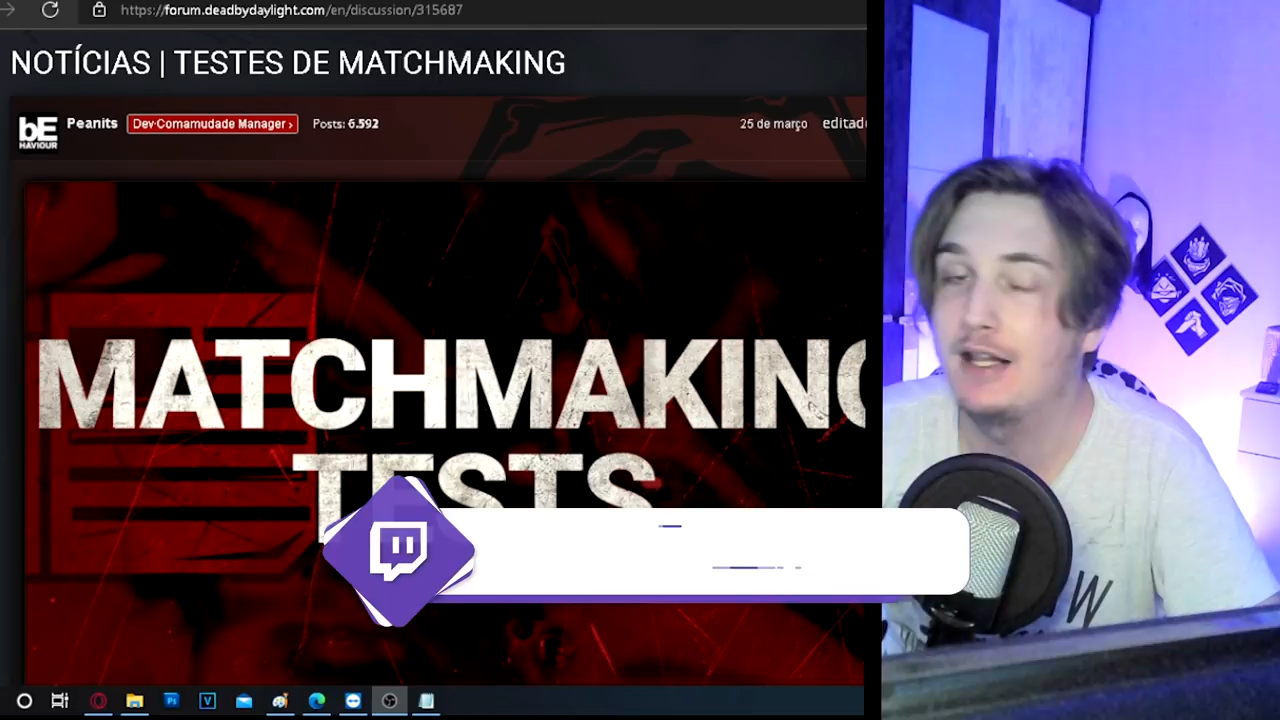 https://forum.deadbydaylight.com/en/discussion/315687
NOTÍCIAS | TESTES DE MATCHMAKING
bE
HAVIOUR
Peanits
Dev·Comamudade Manager ›
Posts: 6.592
25 de março
editad
MATCHMAKING
TESTS
Ps
V
W